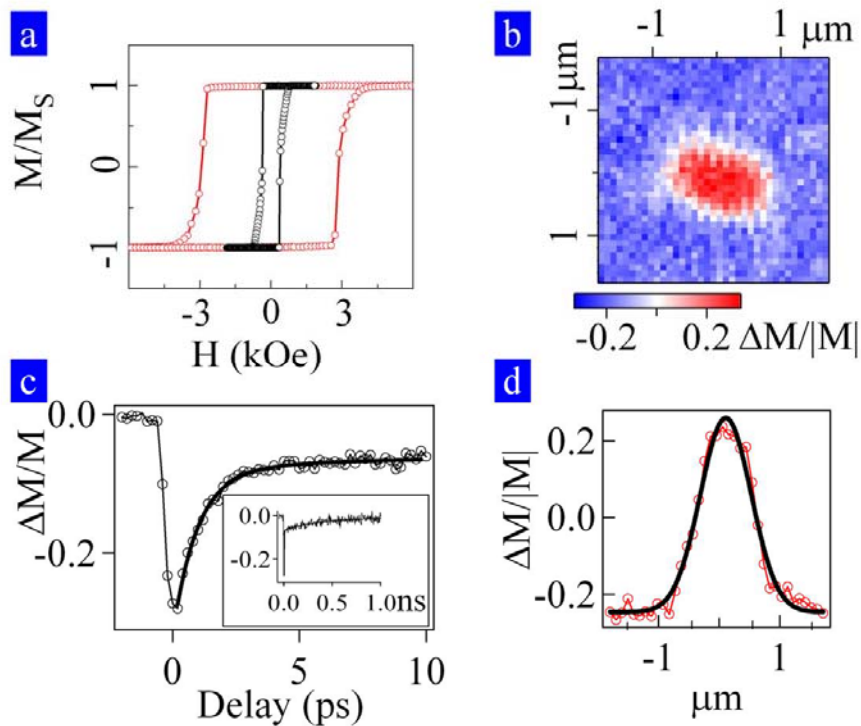 a
M/M_S
1
0
-1
-3 0 3
H (kOe)
b
-1 1 μm
-1μm
1
-0.2 0.2 ΔM/|M|
c
ΔM/M
0.0
-0.2
0.0
-0.2
0.0 0.5 1.0ns
0 5 10
Delay (ps)
d
ΔM/|M|
0.2
0.0
-0.2
-1 1
μm